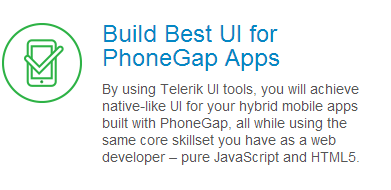 Build Best UI for
PhoneGap Apps
By using Telerik UI tools, you will achieve
native-like UI for your hybrid mobile apps
built with PhoneGap, all while using the
same core skillset you have as a web
developer – pure JavaScript and HTML5.